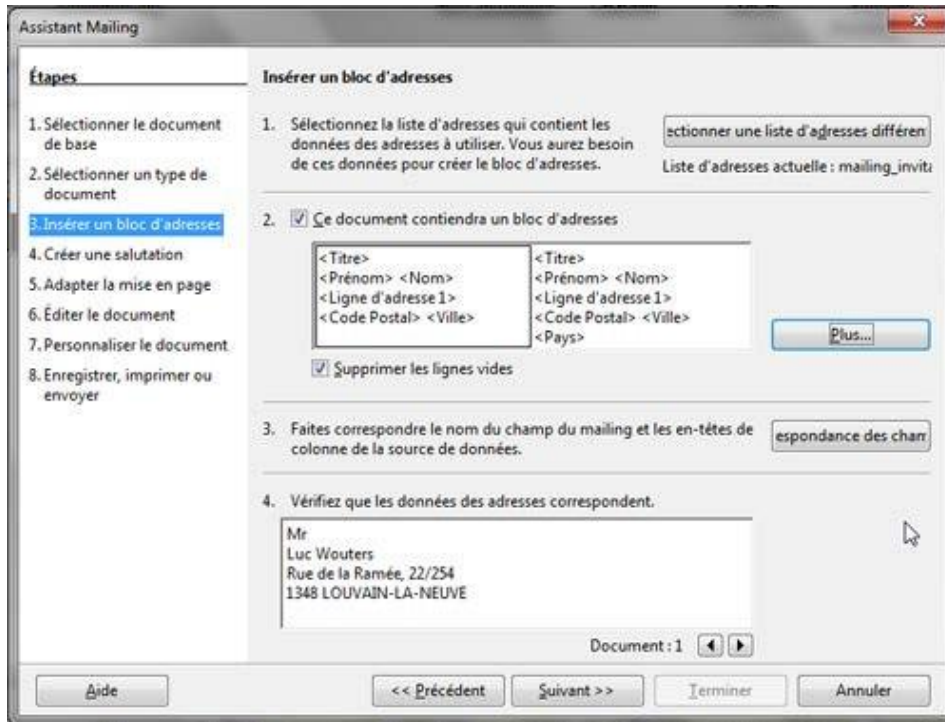 Assistant Mailing
Étapes
1. Sélectionner le document
de base
2. Sélectionner un type de
document
3. Insérer un bloc d'adresses
4. Créer une salutation
5. Adapter la mise en page
6. Éditer le document
7. Personnaliser le document
8. Enregistrer, imprimer ou
envoyer
Insérer un bloc d'adresses
1. Sélectionnez la liste d'adresses qui contient les
données des adresses à utiliser. Vous aurez besoin
de ces données pour créer le bloc d'adresses.
ectionner une liste d'adresses différen
Liste d'adresses actuelle : mailing_invita
2. Ce document contiendra un bloc d'adresses
<Titre>
<Prénom> <Nom>
<Ligne d'adresse 1>
<Code Postal> <Ville>
<Titre>
<Prénom> <Nom>
<Ligne d'adresse 1>
<Code Postal> <Ville>
<Pays>
Plus...
Supprimer les lignes vides
3. Faites correspondre le nom du champ du mailing et les en-têtes de
colonne de la source de données.
espondance des cham
4. Vérifiez que les données des adresses correspondent.
Mr
Luc Wouters
Rue de la Ramée, 22/254
1348 LOUVAIN-LA-NEUVE
Document : 1
Aide
<< Précédent
Suivant >>
Terminer
Annuler